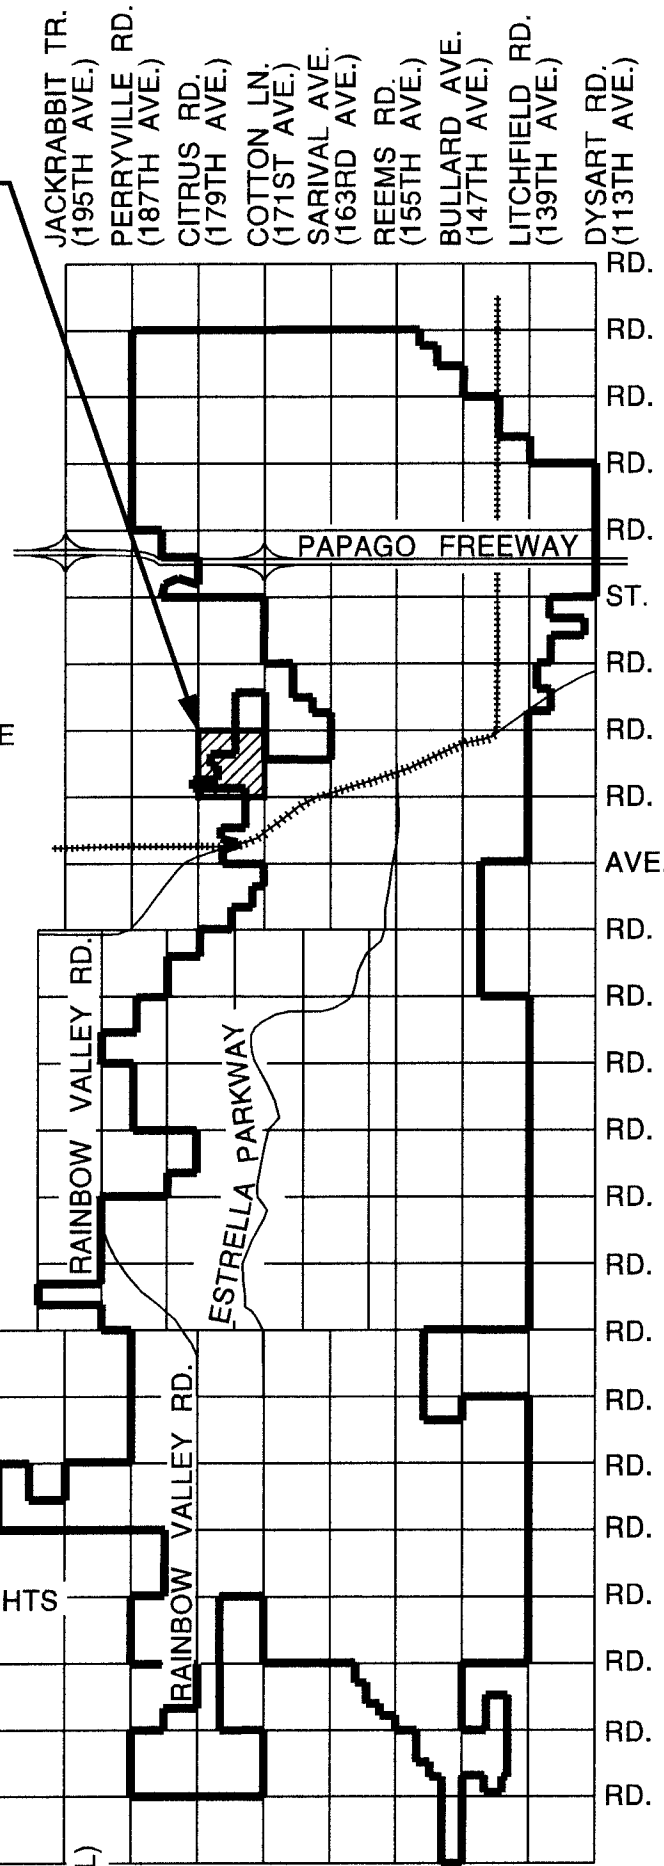 JACKRABBIT TR.
(195TH AVE.)
PERRYVILLE RD.
(187TH AVE.)
CITRUS RD.
(179TH AVE.)
COTTON LN.
(171ST AVE.)
SARIVAL AVE.
(163RD AVE.)
REEMS RD.
(155TH AVE.)
BULLARD AVE.
(147TH AVE.)
LITCHFIELD RD.
(139TH AVE.)
DYSART RD.
(113TH AVE.)
RD.
RD.
RD.
RD.
RD.
PAPAGO FREEWAY
ST.
RD.
RD.
E
RD.
AVE.
RD.
RD.
RD.
RD.
RD.
RD.
RAINBOW VALLEY RD.
ESTRELLA PARKWAY
RD.
RD.
RD.
RD.
RAINBOW VALLEY RD.
RD.
HTS
RD.
RD.
RD.
L)